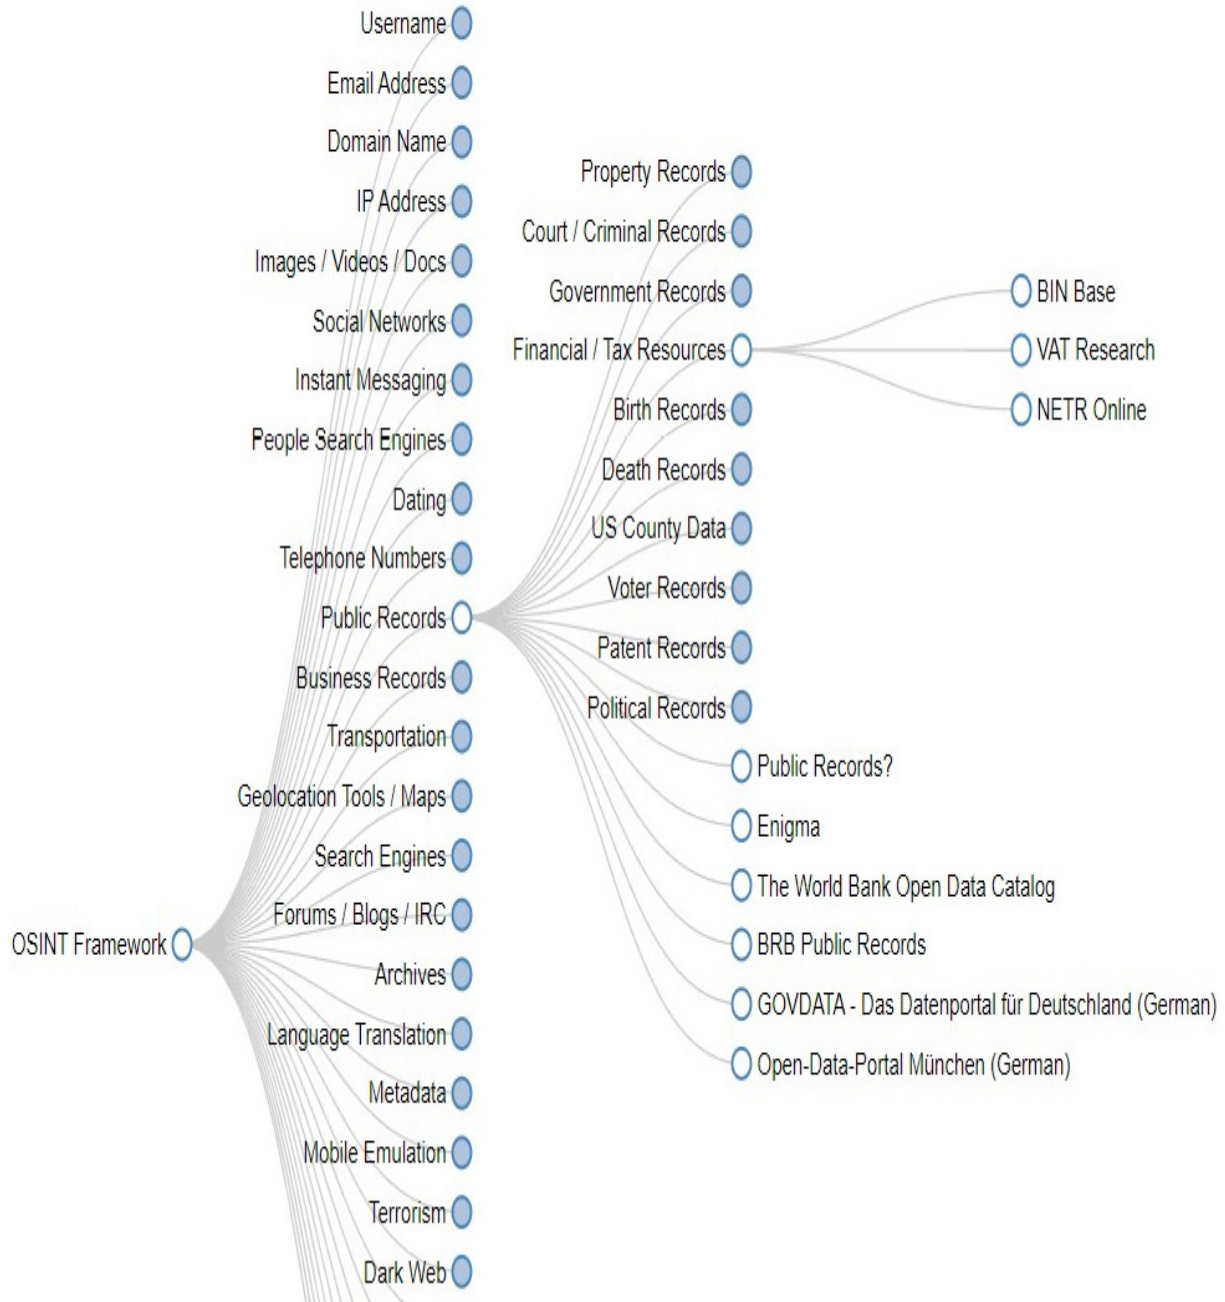 Username
Email Address
Domain Name
IP Address
Images / Videos / Docs
Social Networks
Instant Messaging
People Search Engines
Dating
Telephone Numbers
Public Records
Business Records
Transportation
Geolocation Tools / Maps
Search Engines
Forums / Blogs / IRC
OSINT Framework
Archives
Language Translation
Metadata
Mobile Emulation
Terrorism
Dark Web
Property Records
Court / Criminal Records
Government Records
Financial / Tax Resources
Birth Records
Death Records
US County Data
Voter Records
Patent Records
Political Records
Public Records?
Enigma
The World Bank Open Data Catalog
BRB Public Records
GOVDATA - Das Datenportal für Deutschland (German)
Open-Data-Portal München (German)
BIN Base
VAT Research
NETR Online